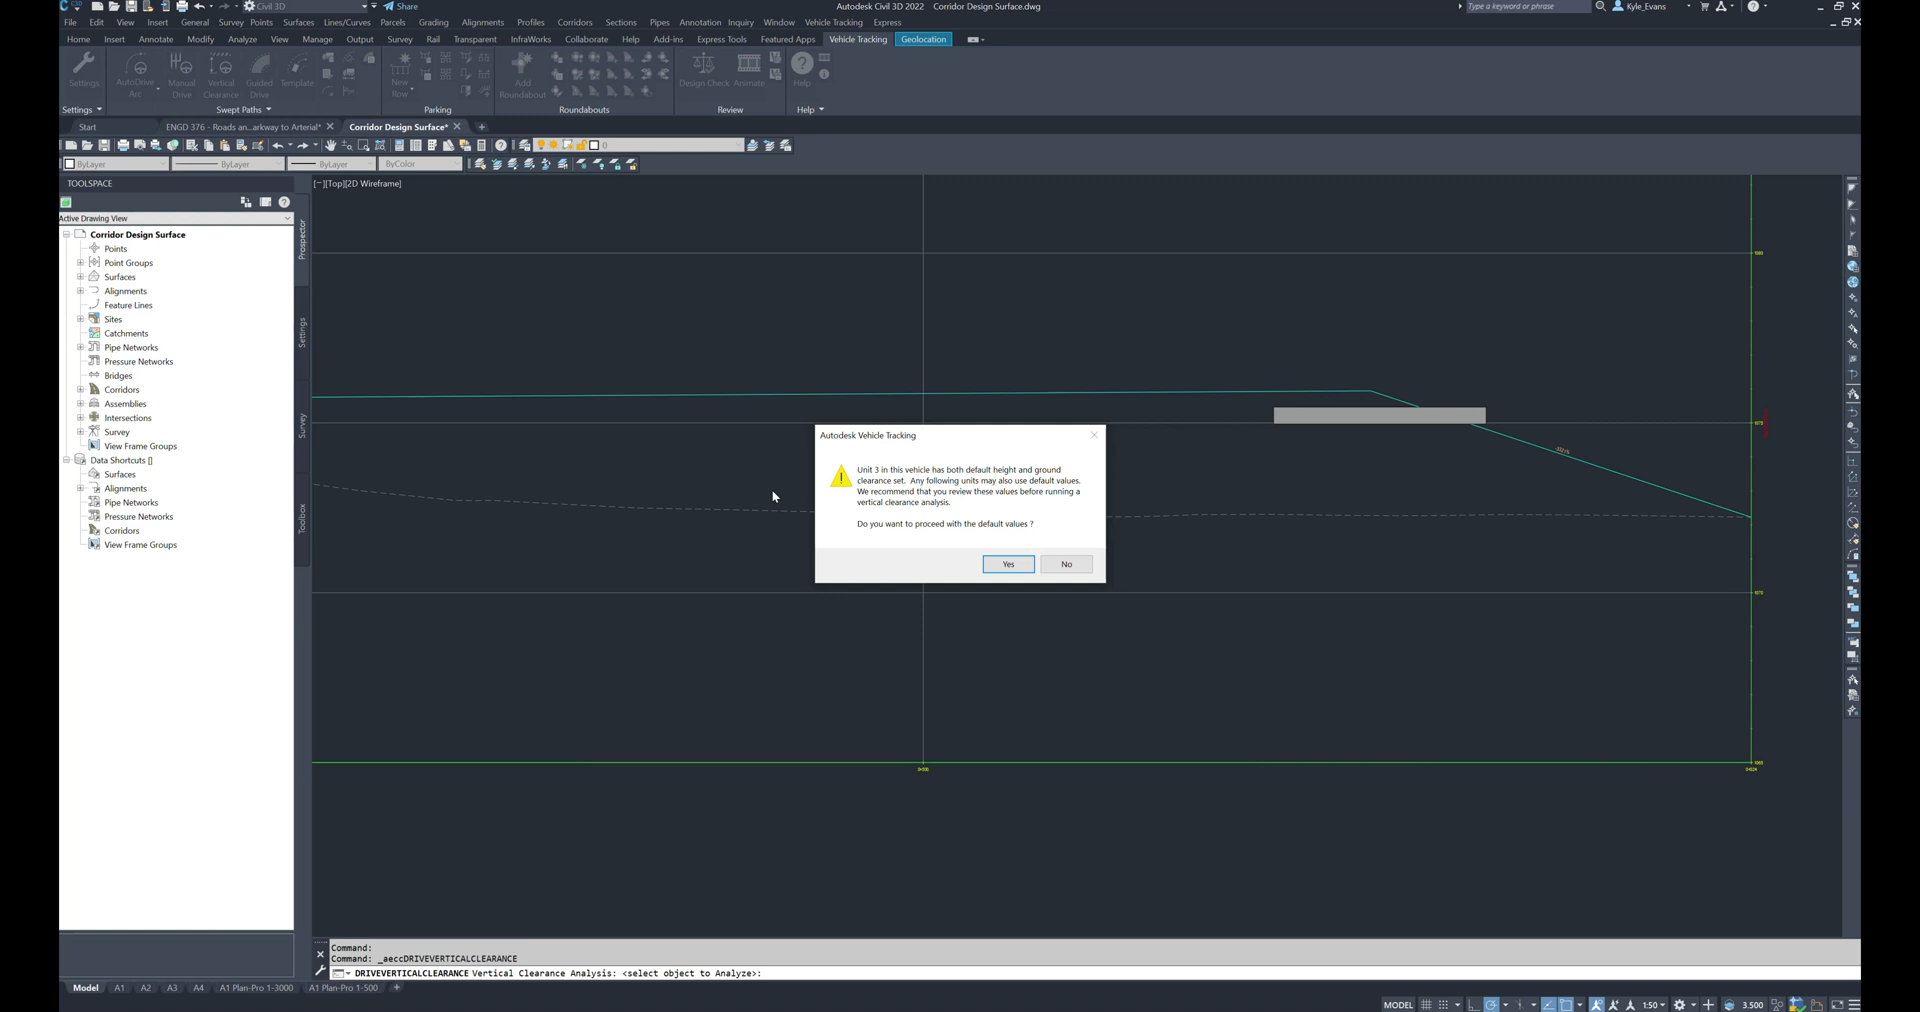 Civil 3D
Share
Autodesk Civil 3D 2022 Corridor Design Surface.dwg
Type a keyword or phrase
Kyle_Evans
File Edit View Insert General Survey Points Surfaces Lines/Curves Parcels Grading Alignments Profiles Corridors Sections Pipes Annotation Inquiry Window Vehicle Tracking Express
Home Insert Annotate Modify Analyze View Manage Output Survey Rail Transparent InfraWorks Collaborate Help Add-ins Express Tools Featured Apps Vehicle Tracking Geolocation
Settings AutoDrive Manual Vertical Guided Template New Add Design Check Animate Help
Arc Drive Clearance Drive Row Roundabout
Settings Swept Paths Parking Roundabouts Review Help
Start ENGD 376 - Roads an...arkway to Arterial* Corridor Design Surface*
0
ByLayer ByLayer ByLayer ByColor
TOOLSPACE
[−][Top][2D Wireframe]
Active Drawing View
Corridor Design Surface
Points
Point Groups
Surfaces
Alignments
Feature Lines
Sites
Catchments
Pipe Networks
Pressure Networks
Bridges
Corridors
Assemblies
Intersections
Survey
View Frame Groups
Data Shortcuts []
Surfaces
Alignments
Pipe Networks
Pressure Networks
Corridors
View Frame Groups
Prospector
Settings
Survey
Toolbox
Autodesk Vehicle Tracking
Unit 3 in this vehicle has both default height and ground
clearance set. Any following units may also use default values.
We recommend that you review these values before running a
vertical clearance analysis.
Do you want to proceed with the default values ?
Yes No
Command:
Command: _aeccDRIVEVERTICALCLEARANCE
DRIVEVERTICALCLEARANCE Vertical Clearance Analysis: <select object to Analyze>:
Model A1 A2 A3 A4 A1 Plan-Pro 1-3000 A1 Plan-Pro 1-500
MODEL 1:50 3.500